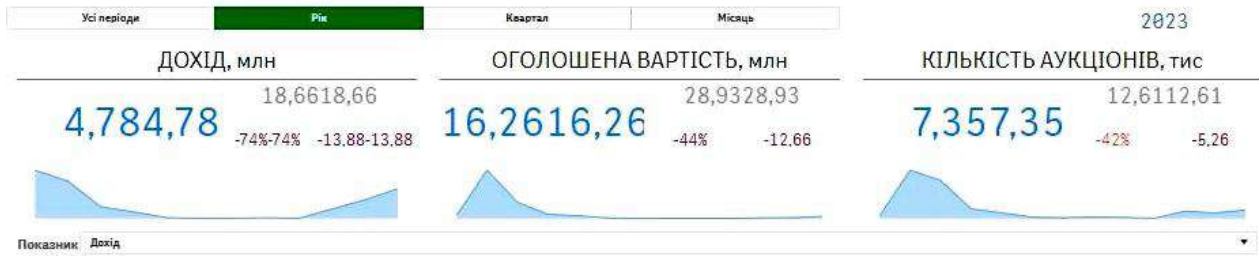 Усі періоди Рік Квартал Місяць
2023
ДОХІД, млн ОГОЛОШЕНА ВАРТІСТЬ, млн КІЛЬКІСТЬ АУКЦІОНІВ, тис
18,6618,66 28,9328,93 12,6112,61
4,784,78 -74%-74% -13,88-13,88 16,2616,26 -44% -12,66 7,357,35 -42% -5,26
Показник Дохід